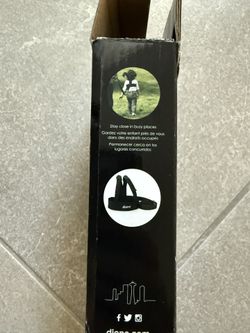 Stay close in busy places
Gardez votre enfant près de vous
dans des endroits occupés
Permanecer cerca en los
lugares concurridos
diono
diono.com